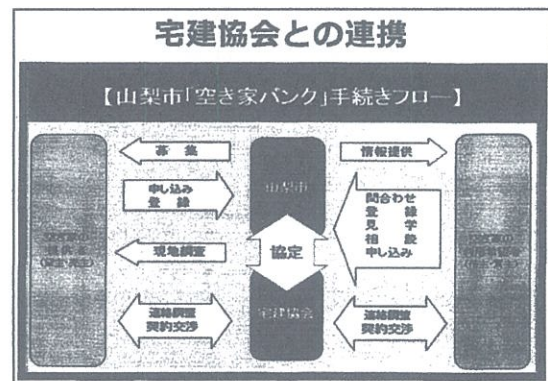 宅建協会との連携
【山梨市「空き家バンク」手続きフロー】
募集
情報提供
山梨市
申し込み
登録
問合わせ
登録
見学
相談
申し込み
現地調査
協定
宅建協会
連絡調整
契約交渉
連絡調整
契約交渉